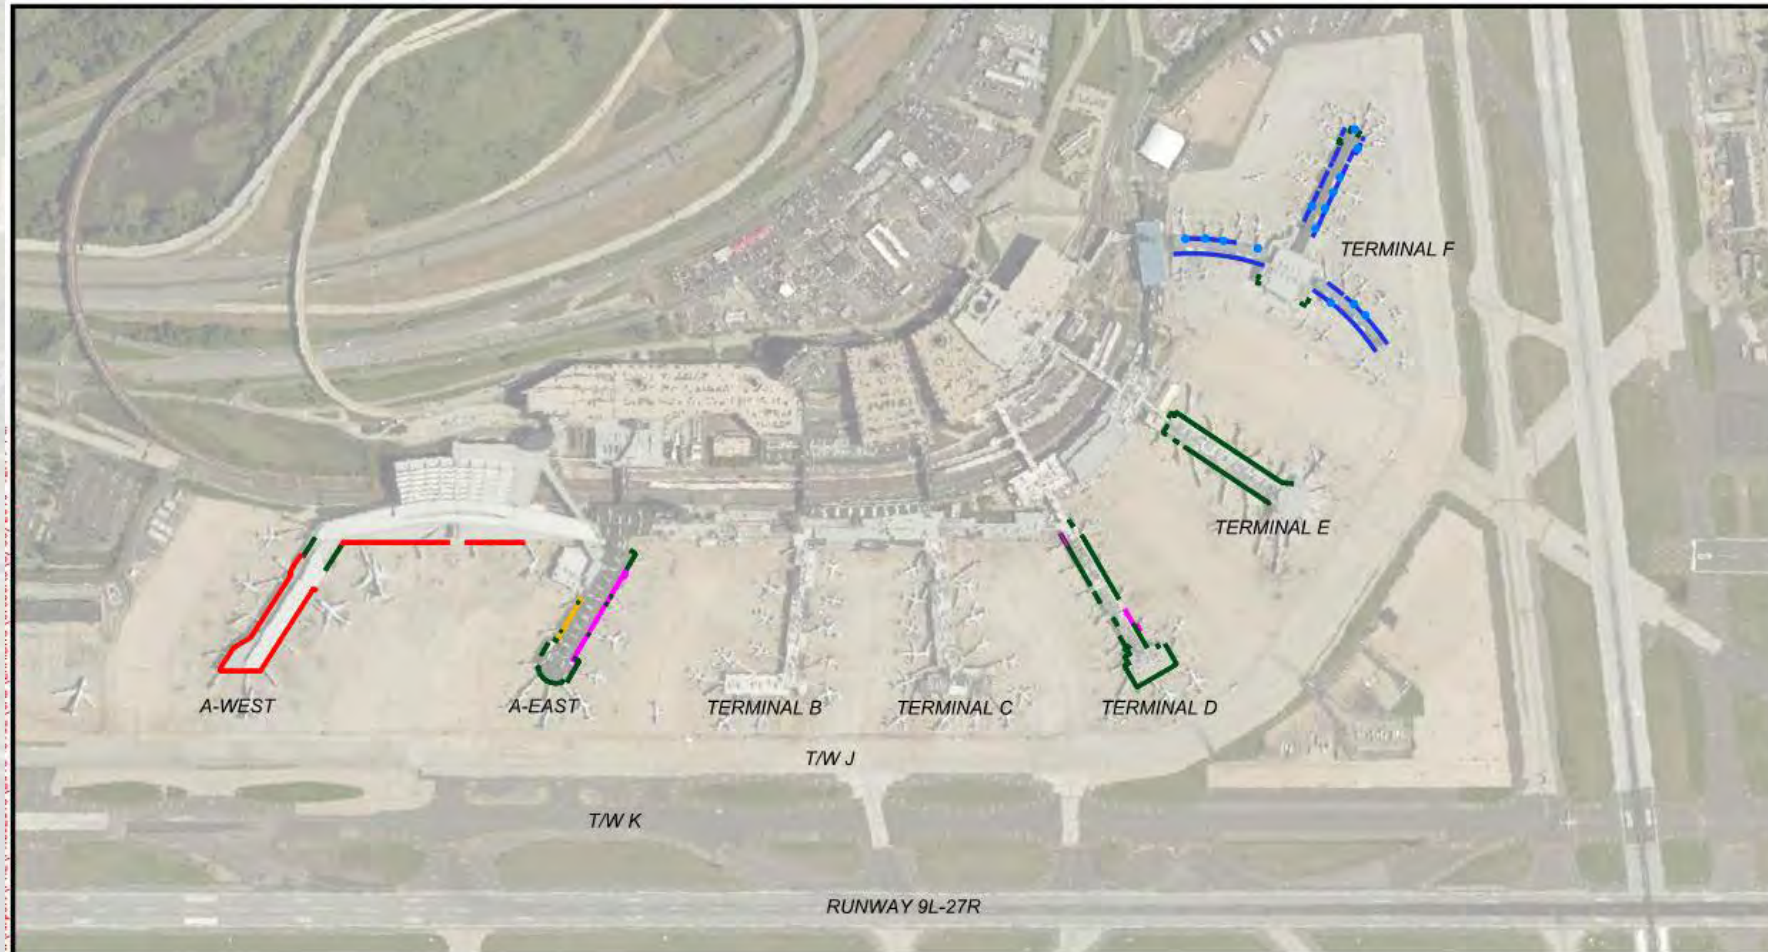 TERMINAL F
TERMINAL E
A-WEST
A-EAST
TERMINAL B
TERMINAL C
TERMINAL D
T/W J
T/W K
RUNWAY 9L-27R